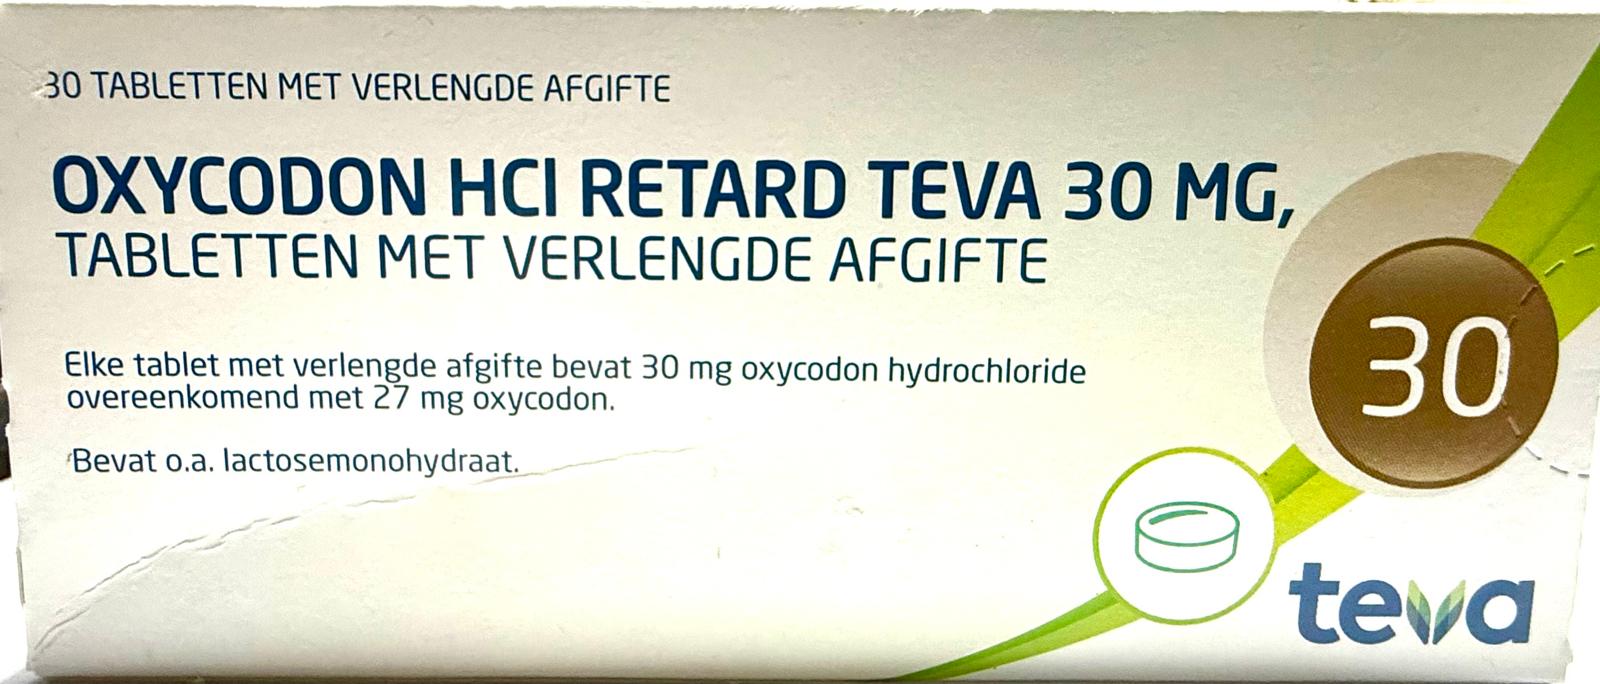 30 TABLETTEN MET VERLENGDE AFGIFTE
OXYCODON HCl RETARD TEVA 30 MG,
TABLETTEN MET VERLENGDE AFGIFTE
Elke tablet met verlengde afgifte bevat 30 mg oxycodon hydrochloride
overeenkomend met 27 mg oxycodon.
Bevat o.a. lactosemonohydraat.
30
teva